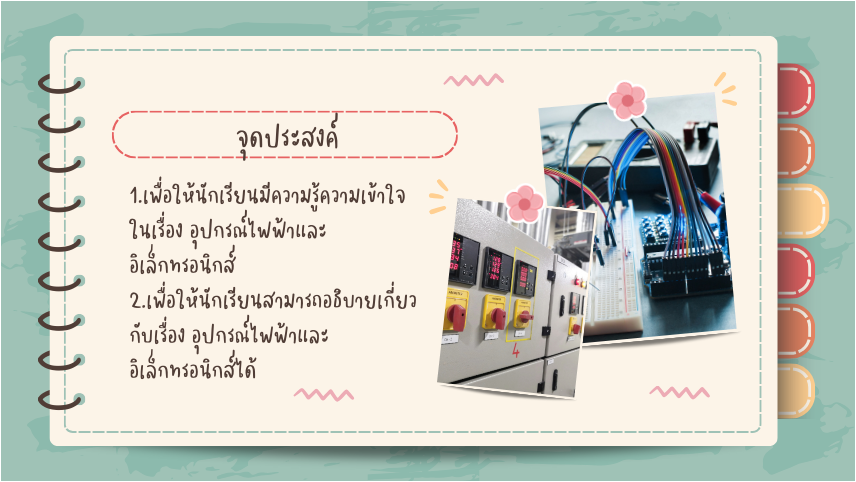 จุดประสงค์
1.เพื่อให้นักเรียนมีความรู้ความเข้าใจ
ในเรื่อง อุปกรณ์ไฟฟ้าและ
อิเล็กทรอนิกส์
2.เพื่อให้นักเรียนสามารถอธิบายเกี่ยว
กับเรื่อง อุปกรณ์ไฟฟ้าและ
อิเล็กทรอนิกส์ได้
4